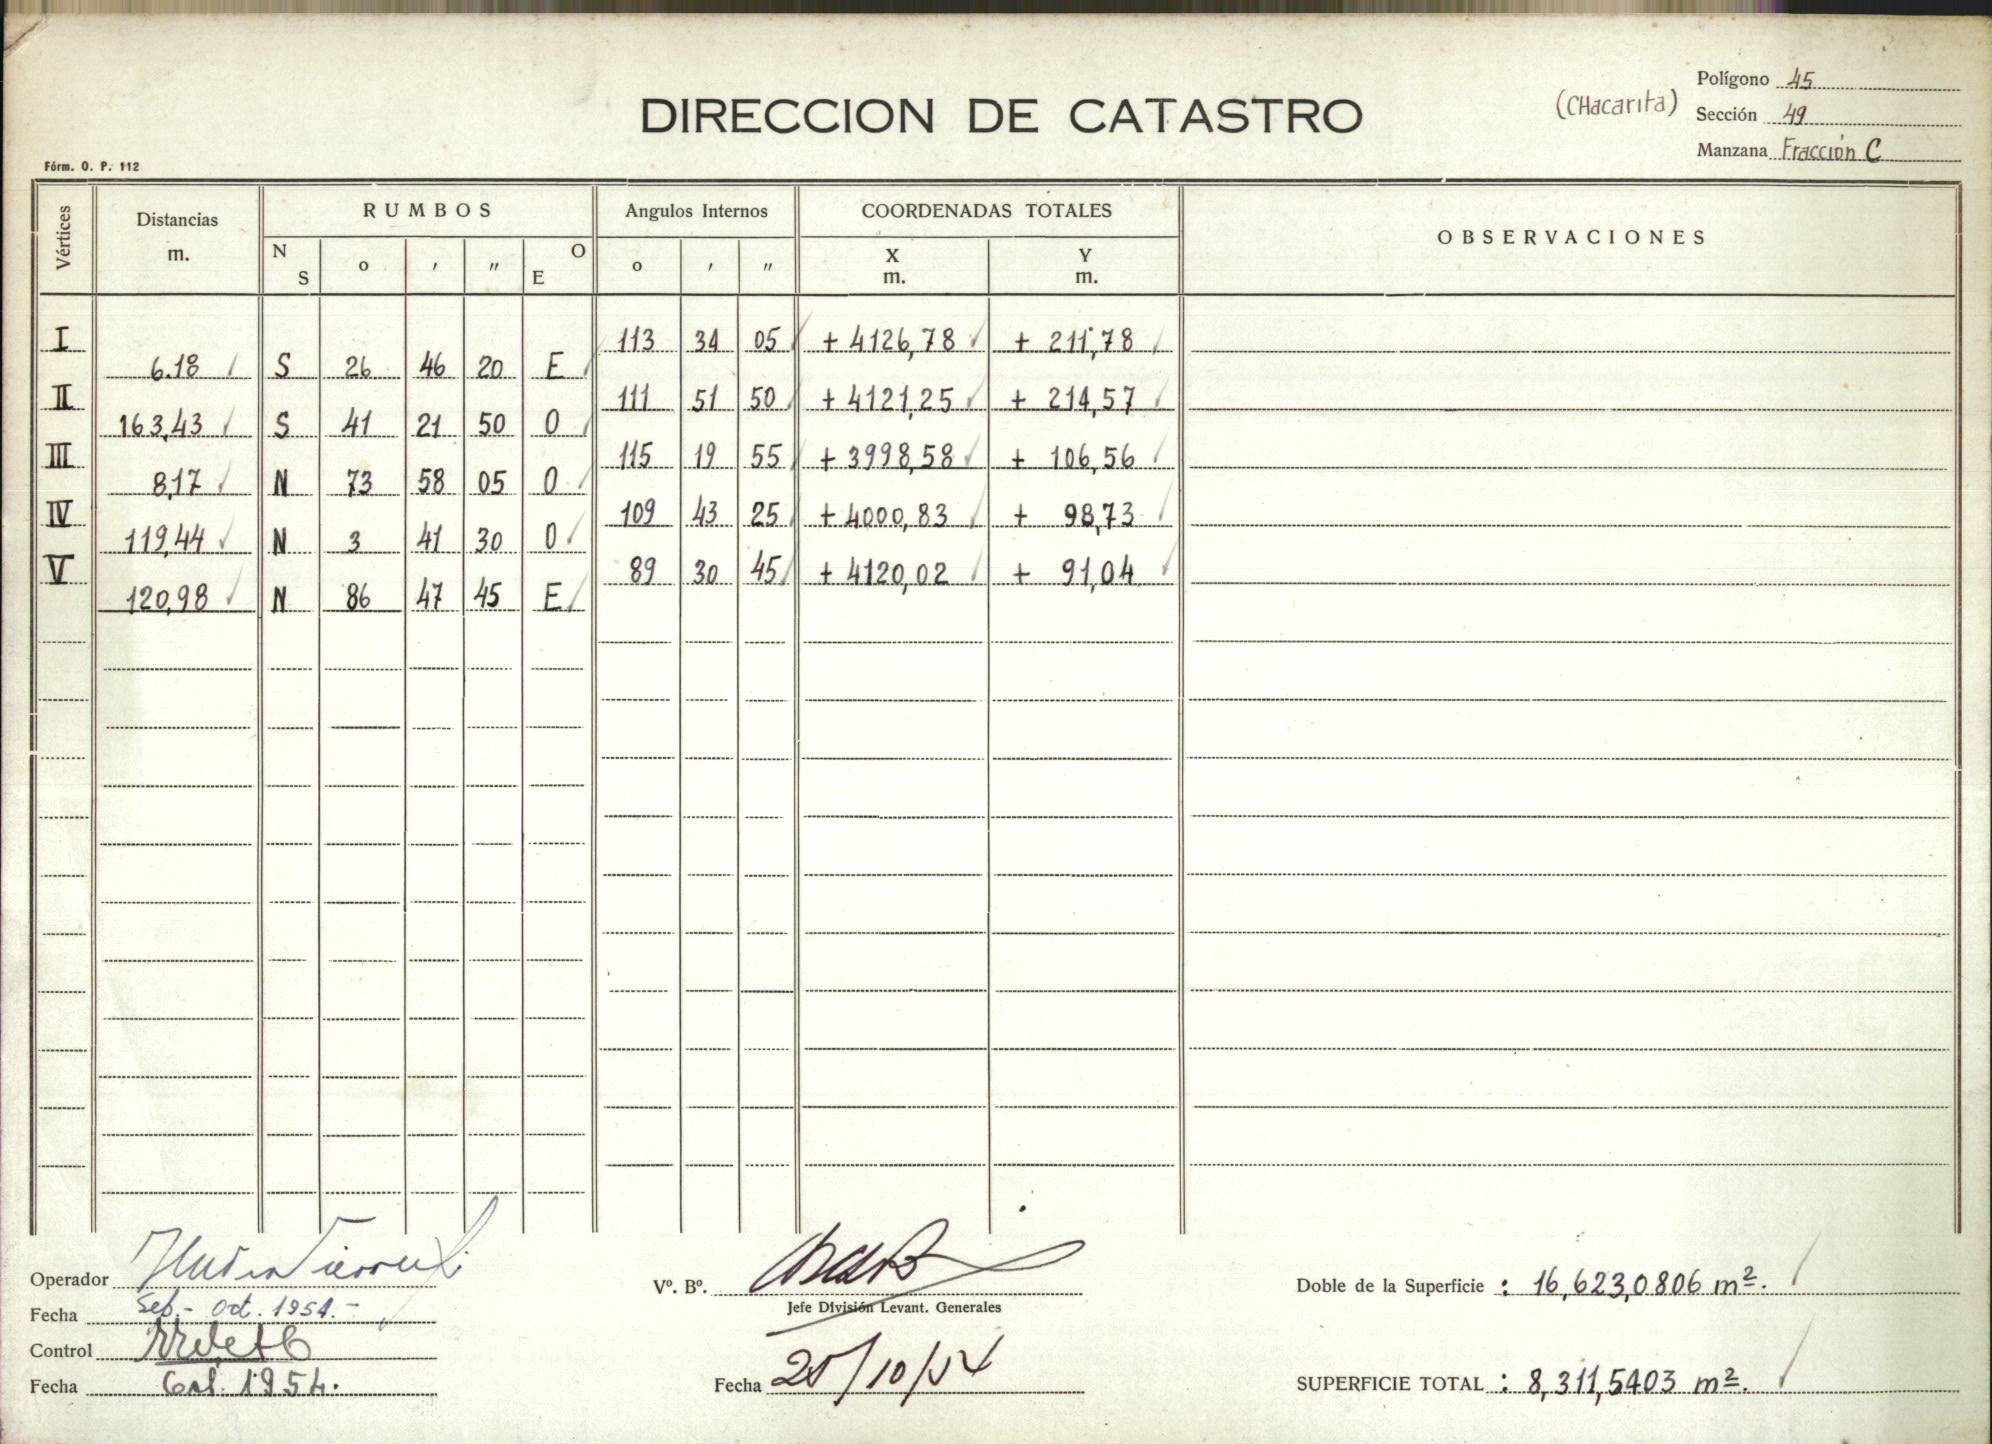 Polígono 45
DIRECCION DE CATASTRO
(CHacarita)
Sección 49
Manzana Fracción C
Fórm. O. P. 112
Vértices
Distancias
m.
RUMBOS
Angulos Internos
COORDENADAS TOTALES
OBSERVACIONES
N S o ' " O E o ' " X m. Y m.
I 113 34 05 + 4126,78 + 211,78
6.18 S 26 46 20 E
II 111 51 50 + 4121,25 + 214,57
163,43 S 41 21 50 O
III 115 19 55 + 3998,58 + 106,56
8,17 N 73 58 05 O
IV 109 43 25 + 4000,83 + 98,73
119,44 N 3 41 30 O
V 89 30 45 + 4120,02 + 91,04
120,98 N 86 47 45 E
Operador
Fecha Set.- Oct. 1954.-
Control
Fecha Oct. 1954.
Vº. Bº.
Jefe División Levant. Generales
Fecha 25/10/54
Doble de la Superficie : 16,623,0806 m².
SUPERFICIE TOTAL : 8,311,5403 m².